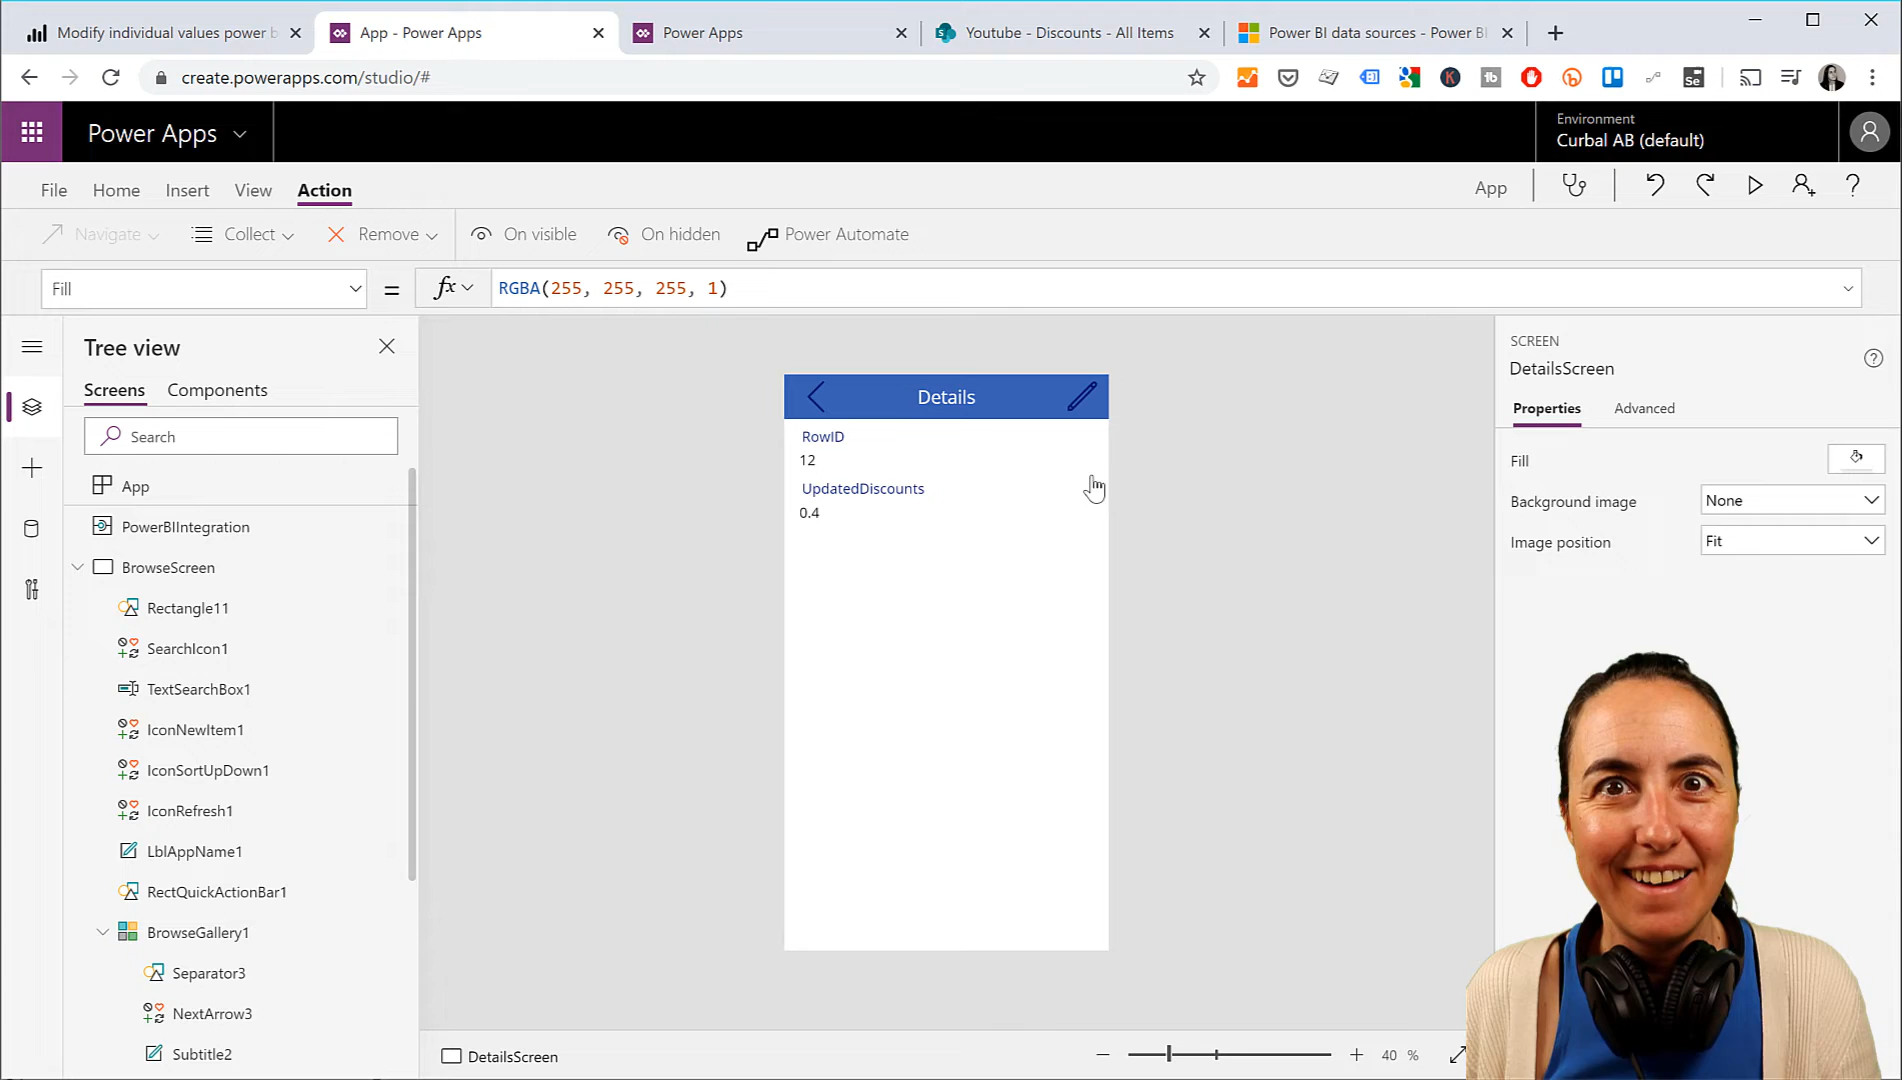 Modify individual values power b
App - Power Apps
Power Apps
Youtube - Discounts - All Items
Power BI data sources - Power BI
create.powerapps.com/studio/#
Power Apps
Environment
Curbal AB (default)
File Home Insert View Action
App
Navigate Collect Remove On visible On hidden Power Automate
Fill = fx RGBA(255, 255, 255, 1)
Tree view
Screens Components
Search
App
PowerBIIntegration
BrowseScreen
Rectangle11
SearchIcon1
TextSearchBox1
IconNewItem1
IconSortUpDown1
IconRefresh1
LblAppName1
RectQuickActionBar1
BrowseGallery1
Separator3
NextArrow3
Subtitle2
Details
RowID
12
UpdatedDiscounts
0.4
DetailsScreen
40 %
SCREEN
DetailsScreen
Properties Advanced
Fill
Background image None
Image position Fit